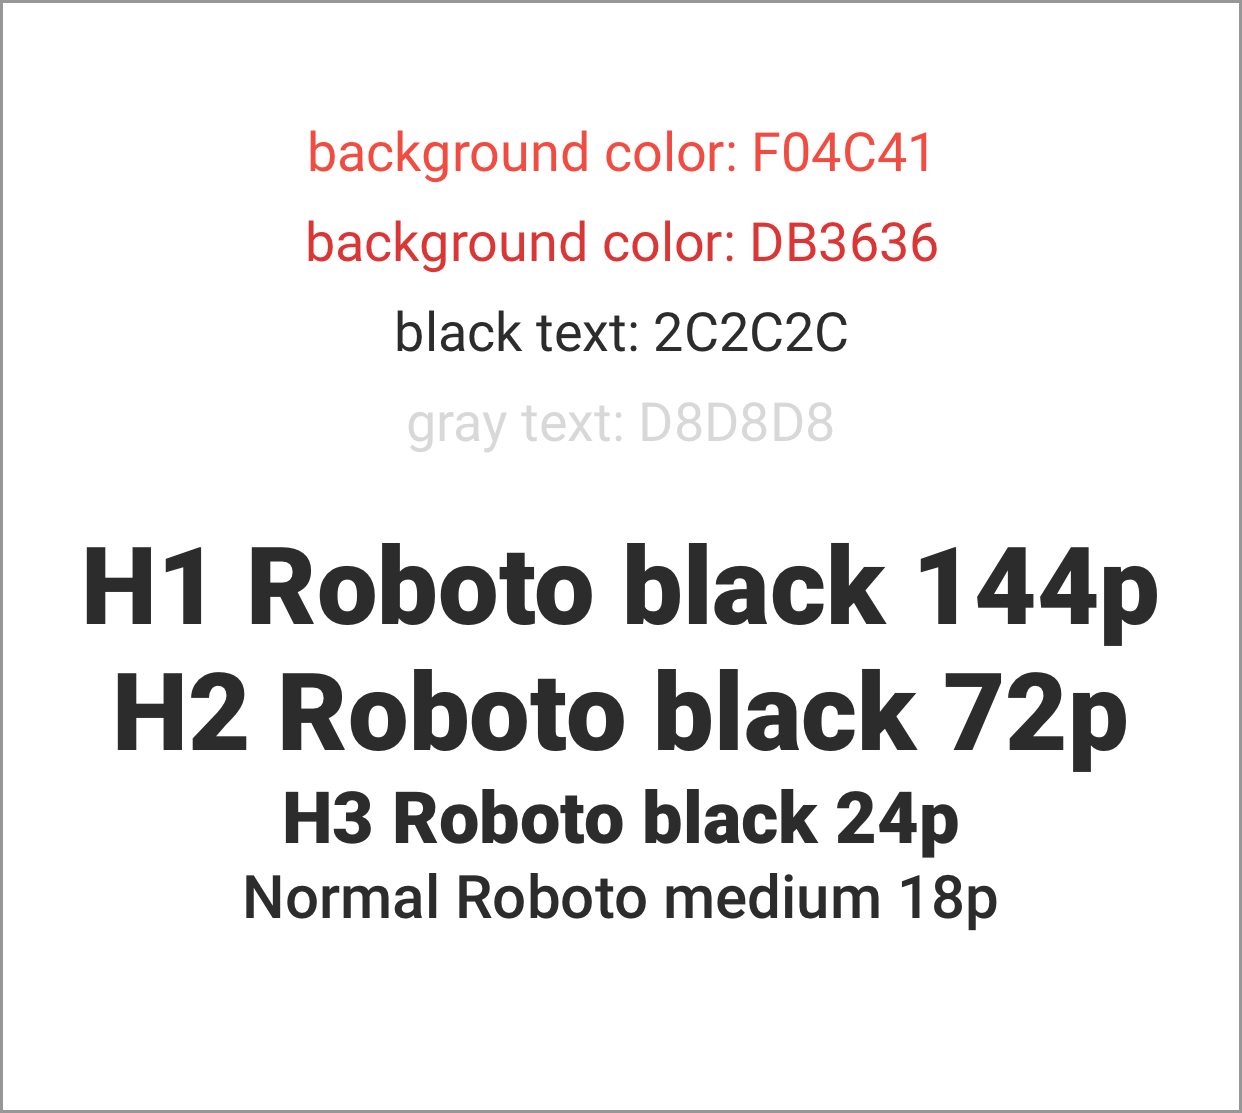 background color: F04C41
background color: DB3636
black text: 2C2C2C
gray text: D8D8D8
H1 Roboto black 144p
H2 Roboto black 72p
H3 Roboto black 24p
Normal Roboto medium 18p